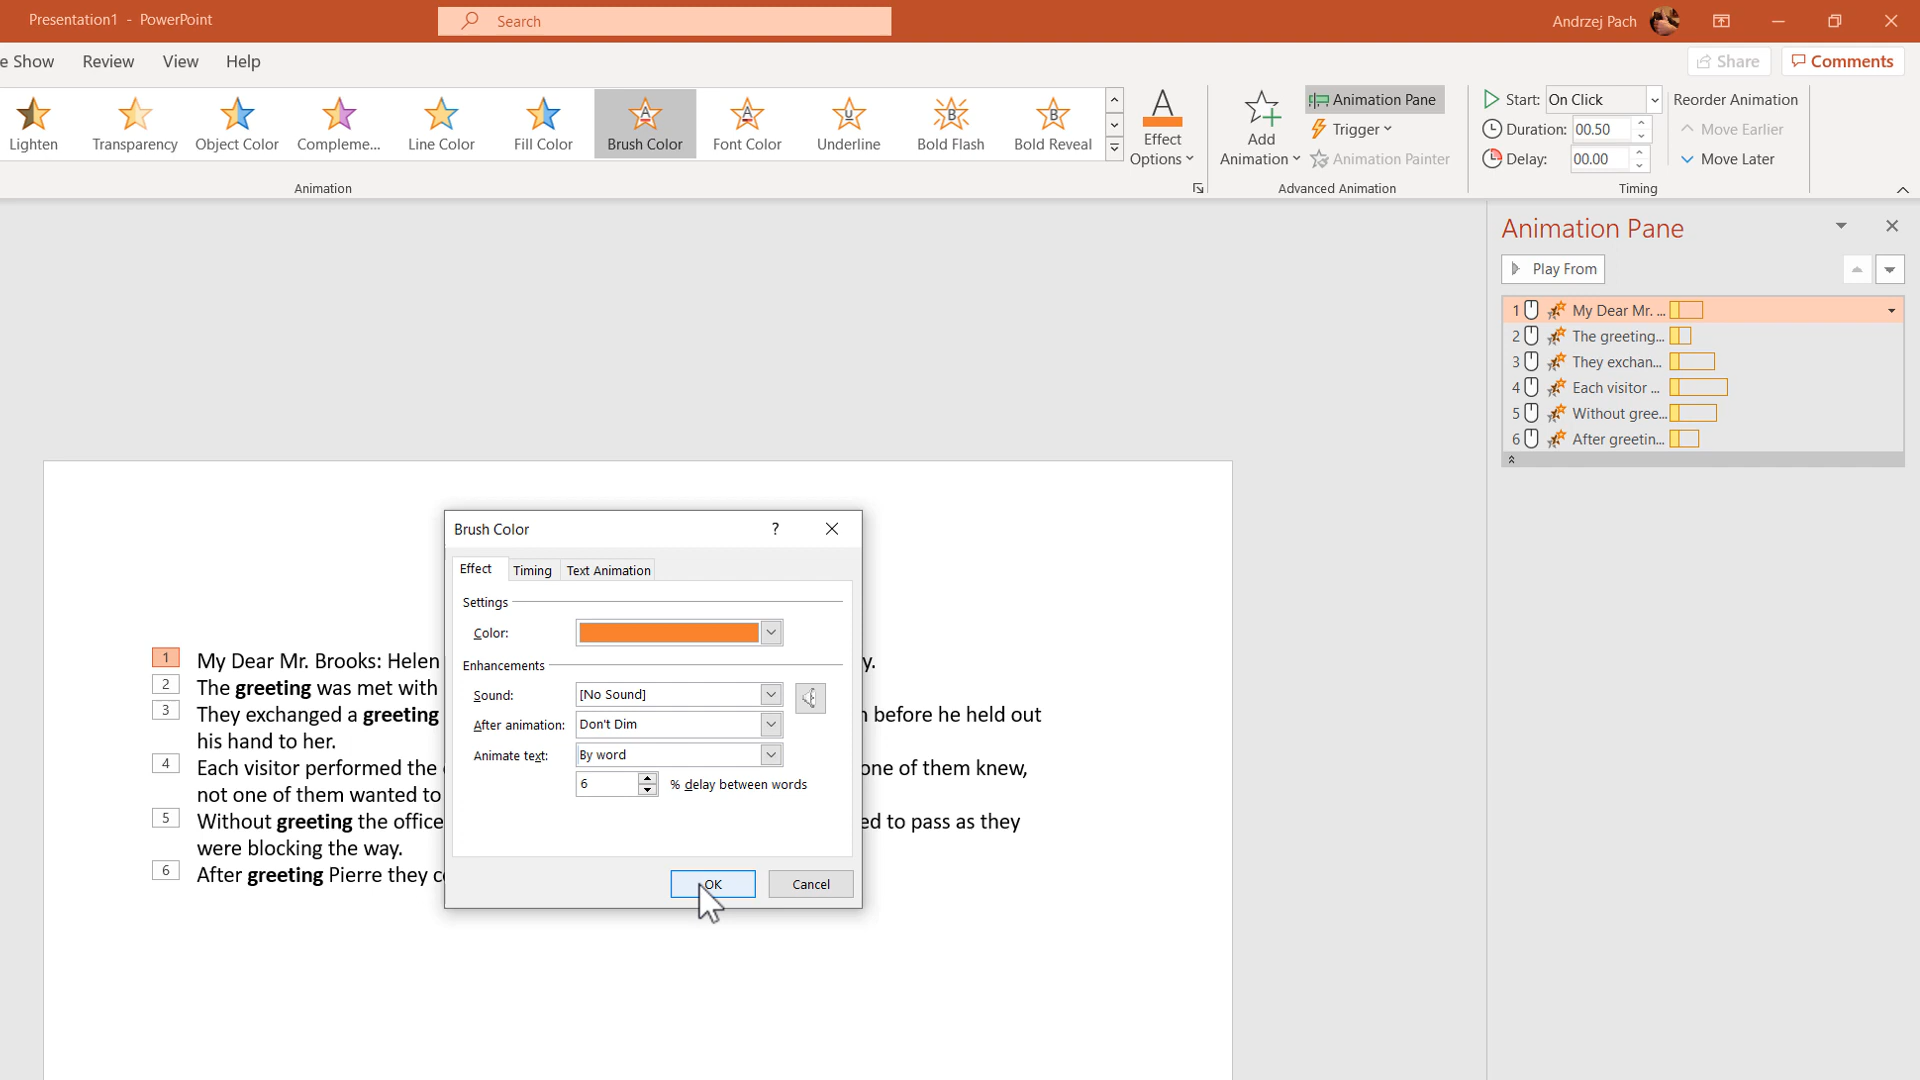 Presentation1 - PowerPoint
Search
Andrzej Pach
e Show Review View Help
Share
Comments
Lighten
Transparency
Object Color
Compleme...
Line Color
Fill Color
Brush Color
Font Color
Underline
Bold Flash
Bold Reveal
Animation
Effect
Options
Add
Animation
Animation Pane
Trigger
Animation Painter
Advanced Animation
Start: On Click
Duration: 00.50
Delay: 00.00
Reorder Animation
Move Earlier
Move Later
Timing
Animation Pane
Play From
1 My Dear Mr. ...
2 The greeting...
3 They exchan...
4 Each visitor ...
5 Without gree...
6 After greetin...
Brush Color ?
Effect Timing Text Animation
Settings
Color:
Enhancements
Sound: [No Sound]
After animation: Don't Dim
Animate text: By word
6 % delay between words
OK Cancel
1 My Dear Mr. Brooks: Helen y.
2 The greeting was met with
3 They exchanged a greeting before he held out
his hand to her.
4 Each visitor performed the one of them knew,
not one of them wanted to
5 Without greeting the office ed to pass as they
were blocking the way.
6 After greeting Pierre they